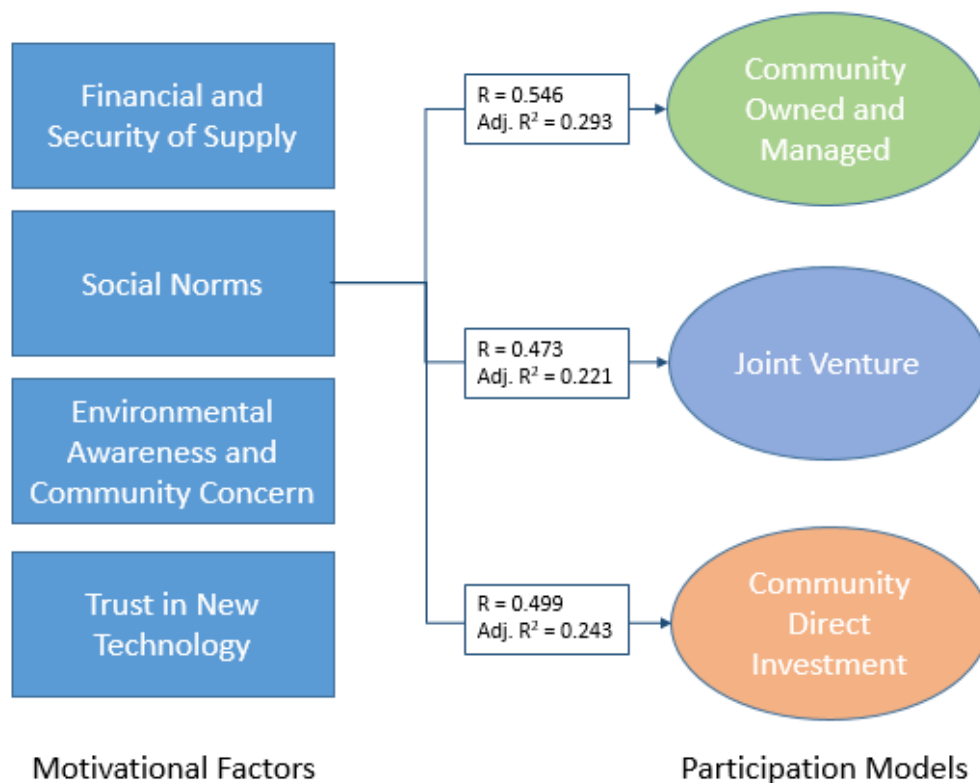 Financial and
Security of Supply
Social Norms
Environmental
Awareness and
Community Concern
Trust in New
Technology
Motivational Factors
R = 0.546
Adj. R² = 0.293
R = 0.473
Adj. R² = 0.221
R = 0.499
Adj. R² = 0.243
Community
Owned and
Managed
Joint Venture
Community
Direct
Investment
Participation Models